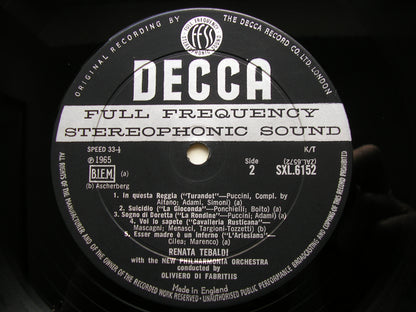 ORIGINAL RECORDING BY THE DECCA RECORD CO. LTD. LONDON
FULL FREQUENCY
FFSS
STEREOPHONIC SOUND
DECCA
FULL FREQUENCY
STEREOPHONIC SOUND
SPEED 33⅓
K/T
℗ 1965
(ZAL.6572)
B.I.E.M. (a)
Side
2
SXL.6152
(b) Ascherberg
1. In questa Reggia ("Turandot"—Puccini, Compl. by
Alfano; Adami, Simoni) (a)
2. Suicidio ("La Gioconda"—Ponchielli; Boito) (a)
3. Sogno di Doretta ("La Rondine"—Puccini; Adami) (a)
4. Voi lo sapete ("Cavalleria Rusticana"—
Mascagni; Menasci, Targioni-Tozzetti) (b)
5. Esser madre è un inferno ("L'Arlesiana"—
Cilea; Marenco) (a)
RENATA TEBALDI
with the NEW PHILHARMONIA ORCHESTRA
conducted by
OLIVIERO DI FABRITIIS
Made in England
ALL RIGHTS OF THE MANUFACTURER AND OF THE OWNER OF THE RECORDED WORK RESERVED · UNAUTHORISED PUBLIC PERFORMANCE BROADCASTING AND COPYING OF THIS RECORD PROHIBITED